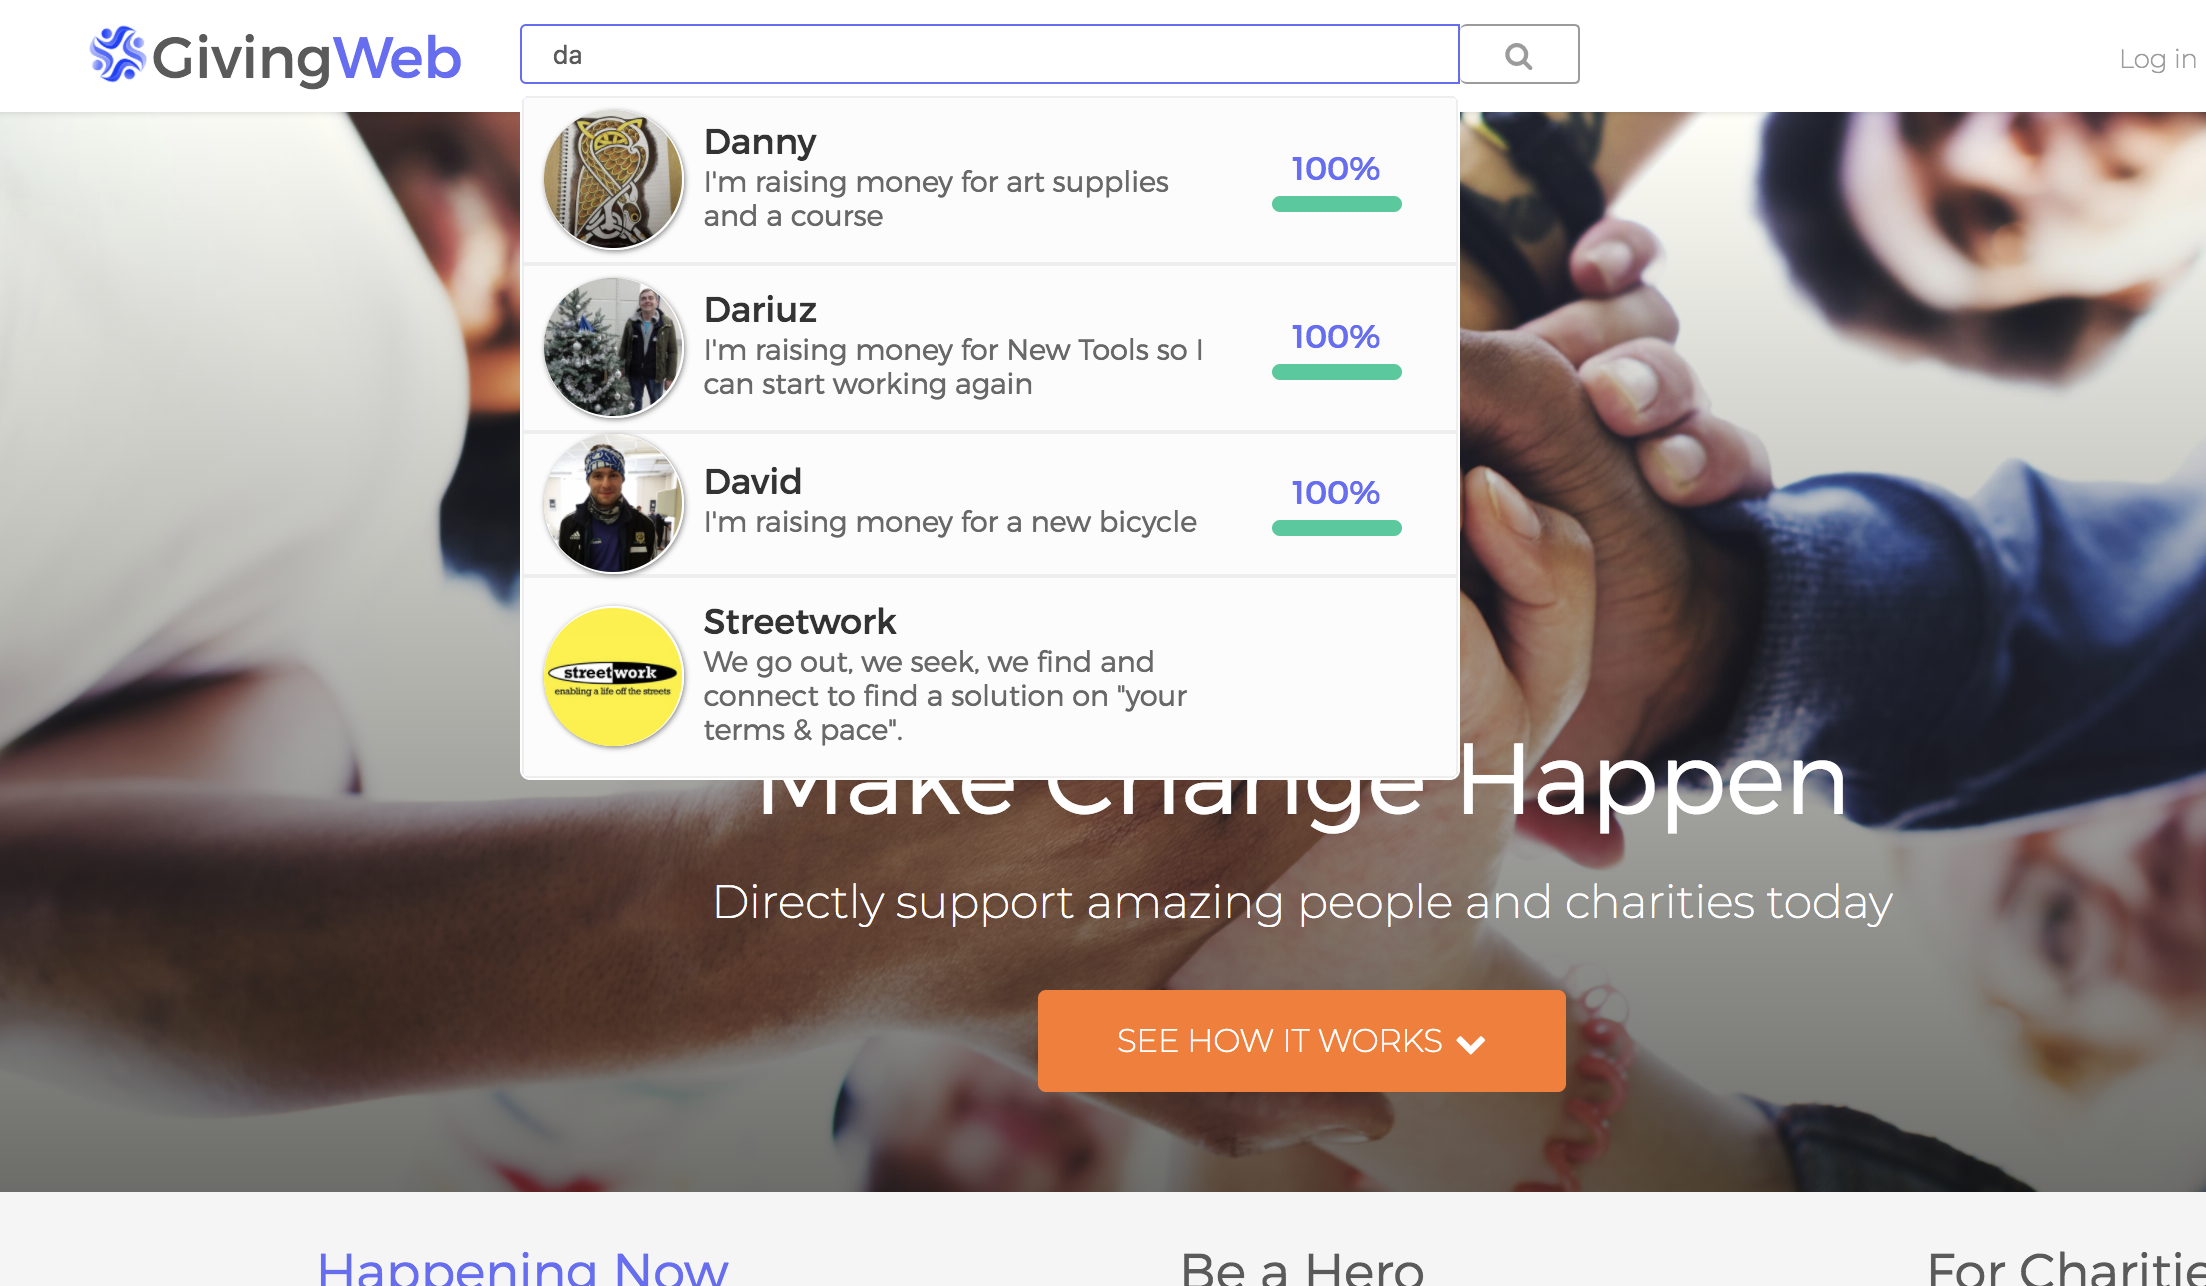 GivingWeb
da
Log in
Danny
I'm raising money for art supplies
and a course
100%
Dariuz
I'm raising money for New Tools so I
can start working again
100%
David
I'm raising money for a new bicycle
100%
streetwork
enabling a life off the streets
Streetwork
We go out, we seek, we find and
connect to find a solution on "your
terms & pace".
Make Change Happen
Directly support amazing people and charities today
SEE HOW IT WORKS
Happening Now
Be a Hero
For Charitie